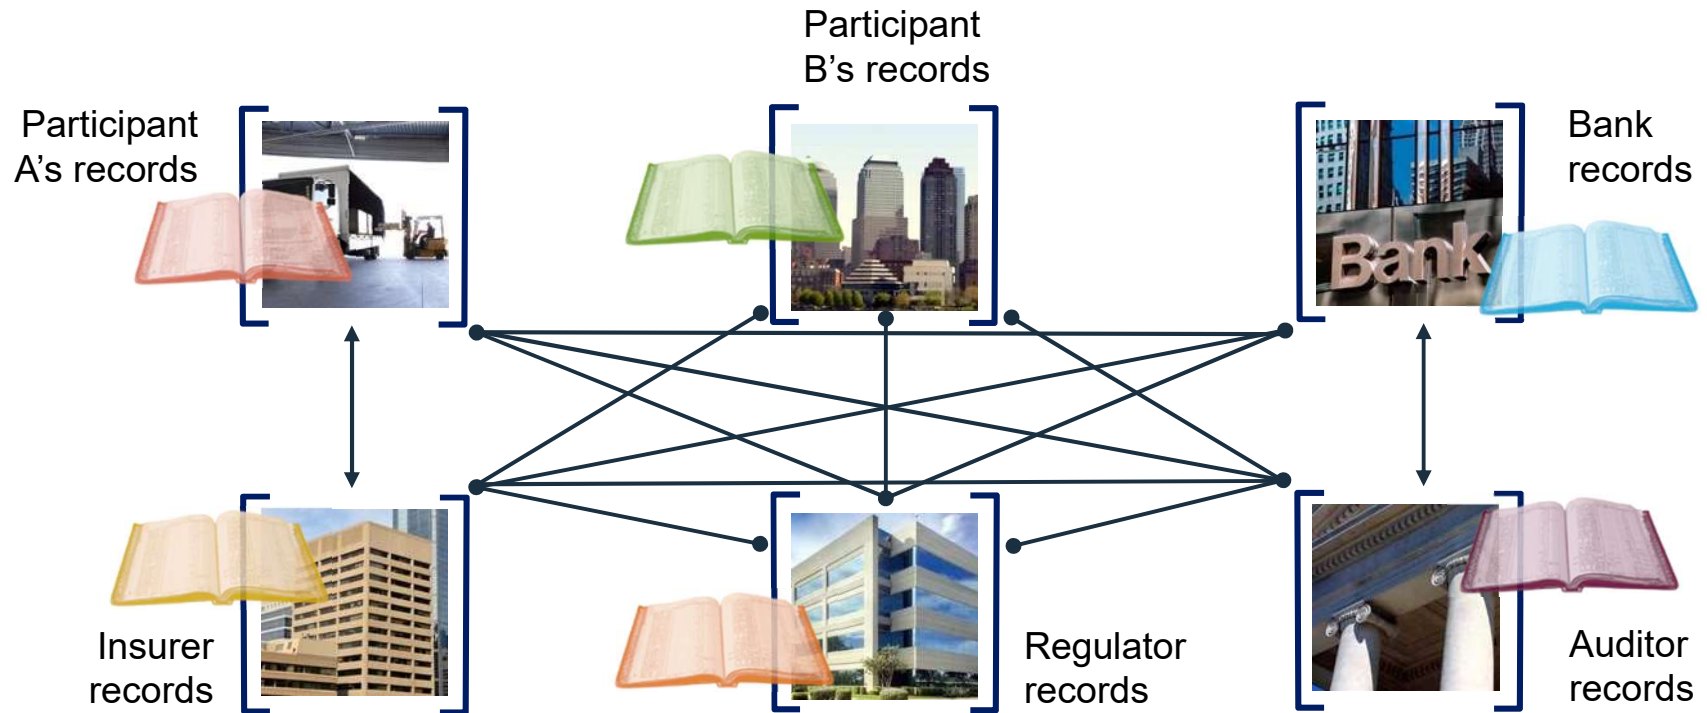 Participant
B’s records
Participant
A’s records
Bank
records
Bank
Insurer
records
Regulator
records
Auditor
records